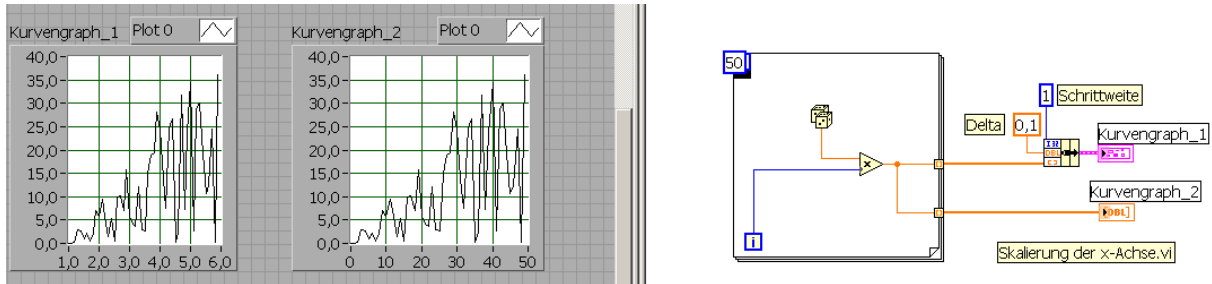 Kurvengraph_1 Plot 0
40,0
35,0
30,0
25,0
20,0
15,0
10,0
5,0
0,0
1,0 2,0 3,0 4,0 5,0 6,0
Kurvengraph_2 Plot 0
40,0
35,0
30,0
25,0
20,0
15,0
10,0
5,0
0,0
0 10 20 30 40 50
50
1 Schrittweite
Delta 0,1
I32
DBL
Kurvengraph_1
x
Kurvengraph_2
DBL
i
Skalierung der x-Achse.vi